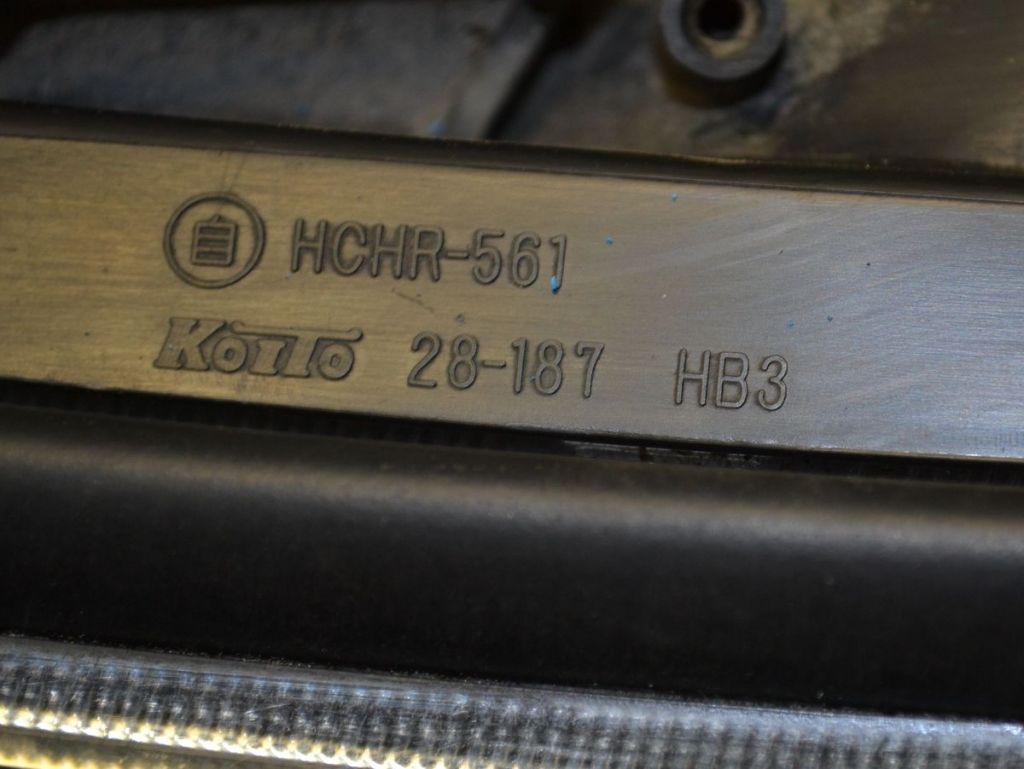 自 HCHR-561
KOITO 28-187 HB3